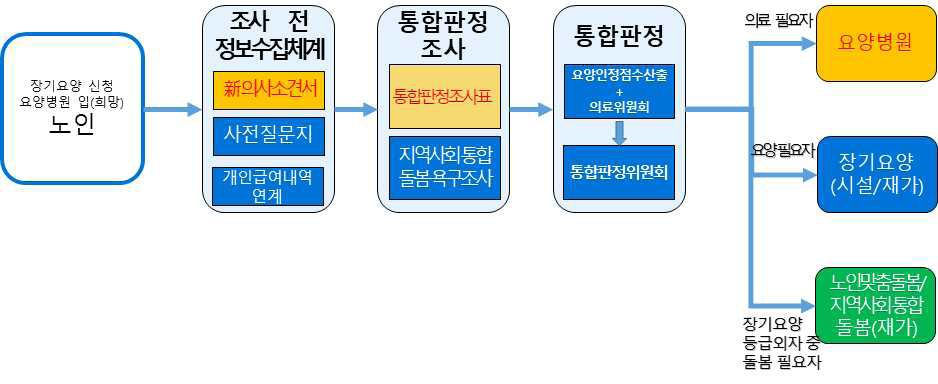 장기요양 신청
요양병원 입(희망)
노인
조사 전
정보수집체계
新의사소견서
사전질문지
개인급여내역
연계
통합판정
조사
통합판정조사표
지역사회통합
돌봄욕구조사
통합판정
요양인정점수산출
+
의료위원회
통합판정위원회
의료 필요자
요양병원
요양필요자
장기요양
(시설/재가)
장기요양
등급외자 중
돌봄 필요자
노인맞춤돌봄/
지역사회통합
돌봄(재가)